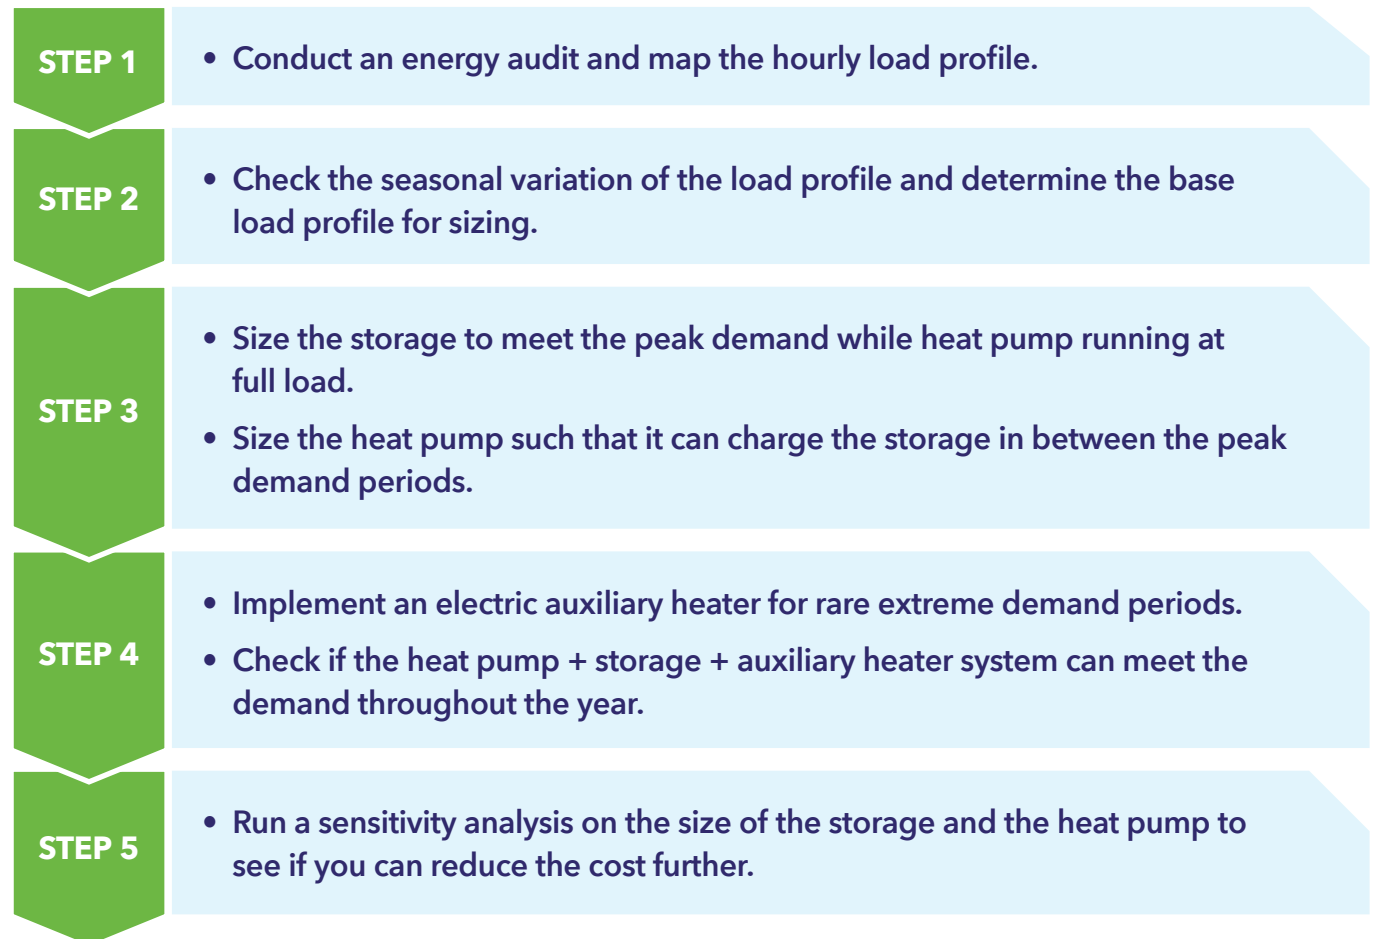 STEP 1
• Conduct an energy audit and map the hourly load profile.
STEP 2
• Check the seasonal variation of the load profile and determine the base
load profile for sizing.
STEP 3
• Size the storage to meet the peak demand while heat pump running at
full load.
• Size the heat pump such that it can charge the storage in between the peak
demand periods.
STEP 4
• Implement an electric auxiliary heater for rare extreme demand periods.
• Check if the heat pump + storage + auxiliary heater system can meet the
demand throughout the year.
STEP 5
• Run a sensitivity analysis on the size of the storage and the heat pump to
see if you can reduce the cost further.